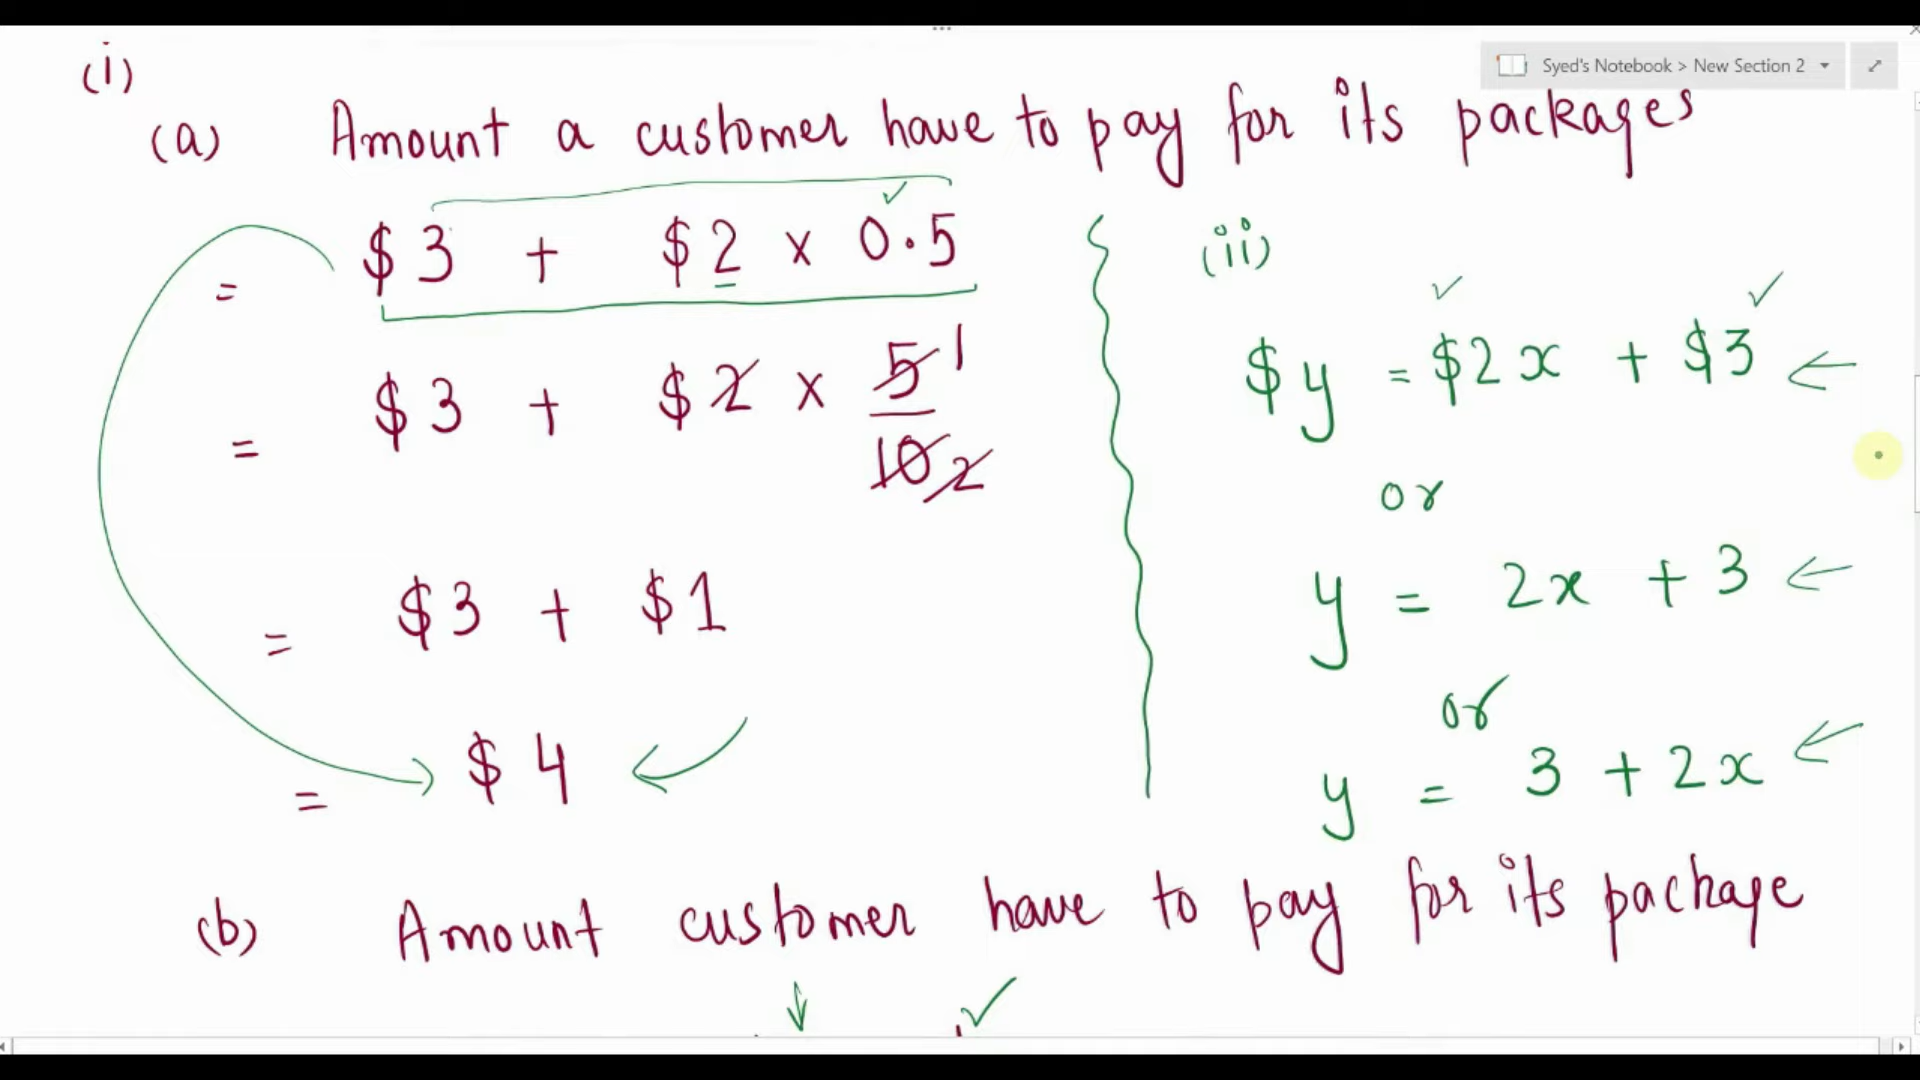 Syed's Notebook > New Section 2
(i)
(a) Amount a customer have to pay for its packages
= $3 + $2 × 0.5
= $3 + $2 × 5 1
10 2
= $3 + $1
= $4
(ii)
$y = $2x + $3
or
y = 2x + 3
or
y = 3 + 2x
(b) Amount customer have to pay for its package